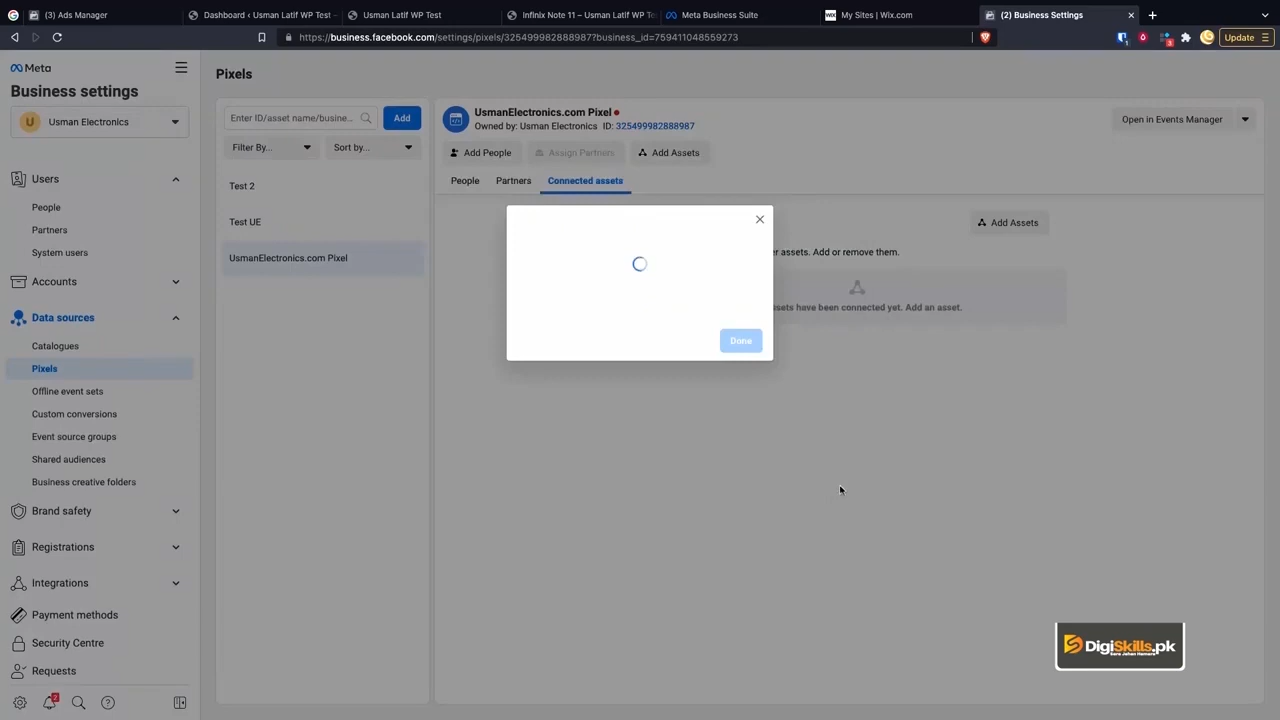 (3) Ads Manager
Dashboard ‹ Usman Latif WP Test –
Usman Latif WP Test
Infinix Note 11 – Usman Latif WP Te
Meta Business Suite
WIX
My Sites | Wix.com
(2) Business Settings
https://business.facebook.com/settings/pixels/325499982888987?business_id=759411048559273
1
3
Update
Meta
Business settings
U
Usman Electronics
Users
People
Partners
System users
Accounts
Data sources
Catalogues
Pixels
Offline event sets
Custom conversions
Event source groups
Shared audiences
Business creative folders
Brand safety
Registrations
Integrations
Payment methods
Security Centre
Requests
2
Pixels
Enter ID/asset name/busine...
Add
Filter By...
Sort by...
Test 2
Test UE
UsmanElectronics.com Pixel
UsmanElectronics.com Pixel
Owned by: Usman Electronics ID: 325499982888987
Open in Events Manager
Add People
Assign Partners
Add Assets
People
Partners
Connected assets
Add Assets
er assets. Add or remove them.
ssets have been connected yet. Add an asset.
Done
DigiSkills.pk